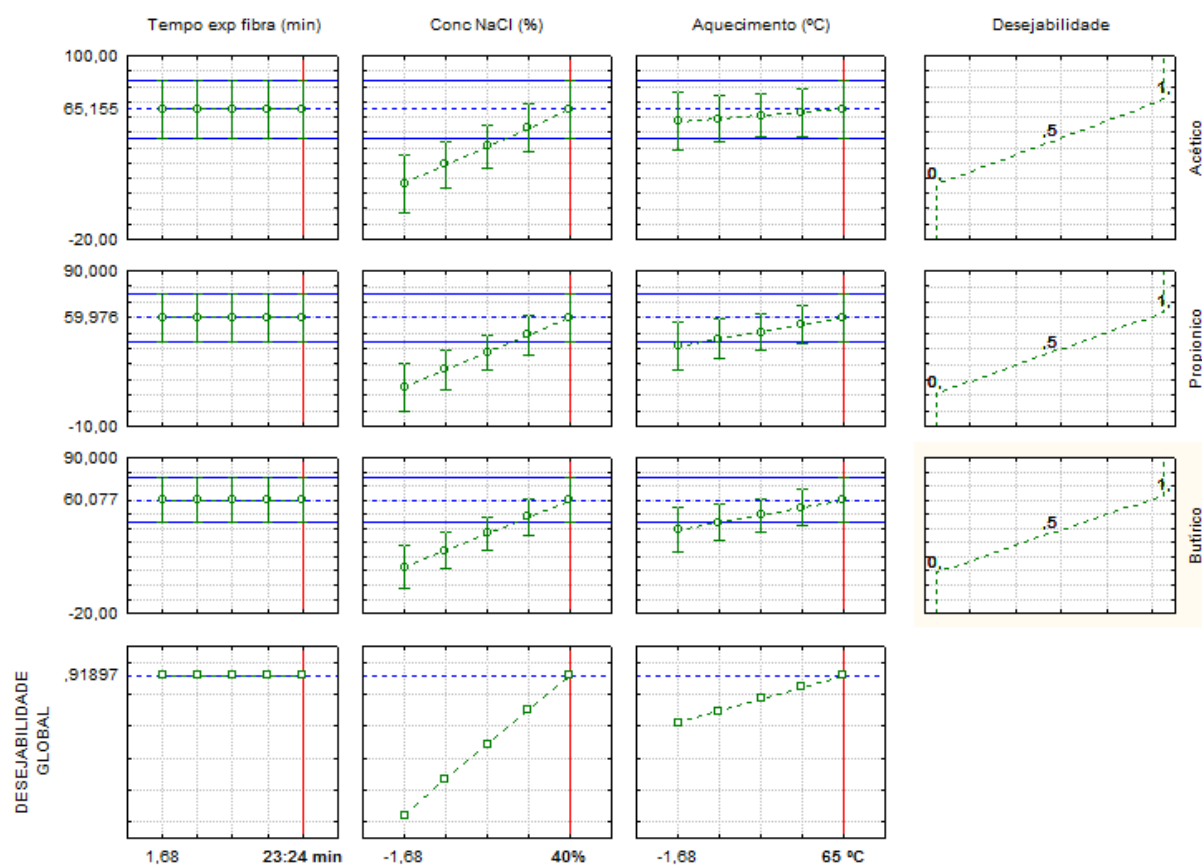 Tempo exp fibra (min) Conc NaCl (%) Aquecimento (ºC) Desejabilidade
100,00
65,155
-20,00
0, ,5 1,
Acético
90,000
59,976
-10,00
0, ,5 1,
Propionico
90,000
60,077
-20,00
0, ,5 1,
Butirico
,91897
DESEJABILIDADE
GLOBAL
1,68 23:24 min -1,68 40% -1,68 65 ºC